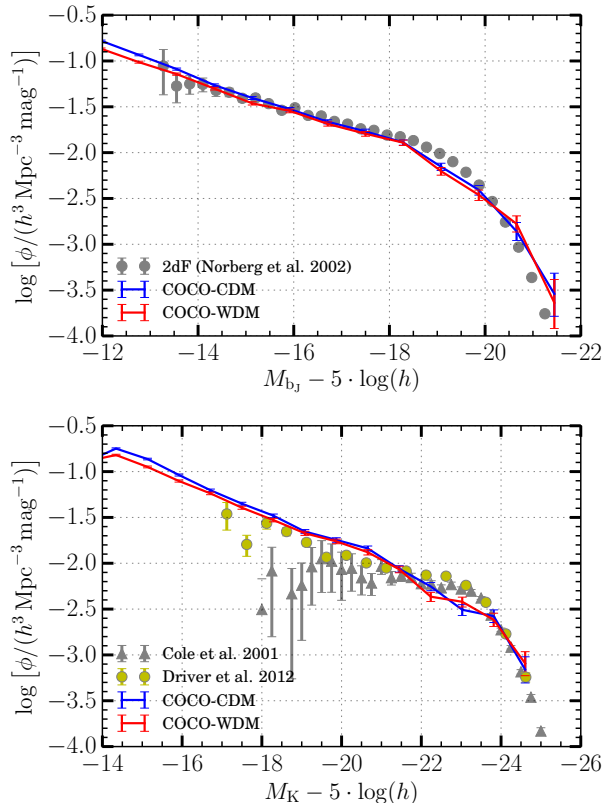 −0.5
−1.0
−1.5
−2.0
−2.5
−3.0
−3.5
−4.0
log [ϕ/(h³ Mpc⁻³ mag⁻¹)]
2dF (Norberg et al. 2002)
COCO-CDM
COCO-WDM
−12 −14 −16 −18 −20 −22
M_bJ − 5 · log(h)
−0.5
−1.0
−1.5
−2.0
−2.5
−3.0
−3.5
−4.0
log [ϕ/(h³ Mpc⁻³ mag⁻¹)]
Cole et al. 2001
Driver et al. 2012
COCO-CDM
COCO-WDM
−14 −16 −18 −20 −22 −24 −26
M_K − 5 · log(h)